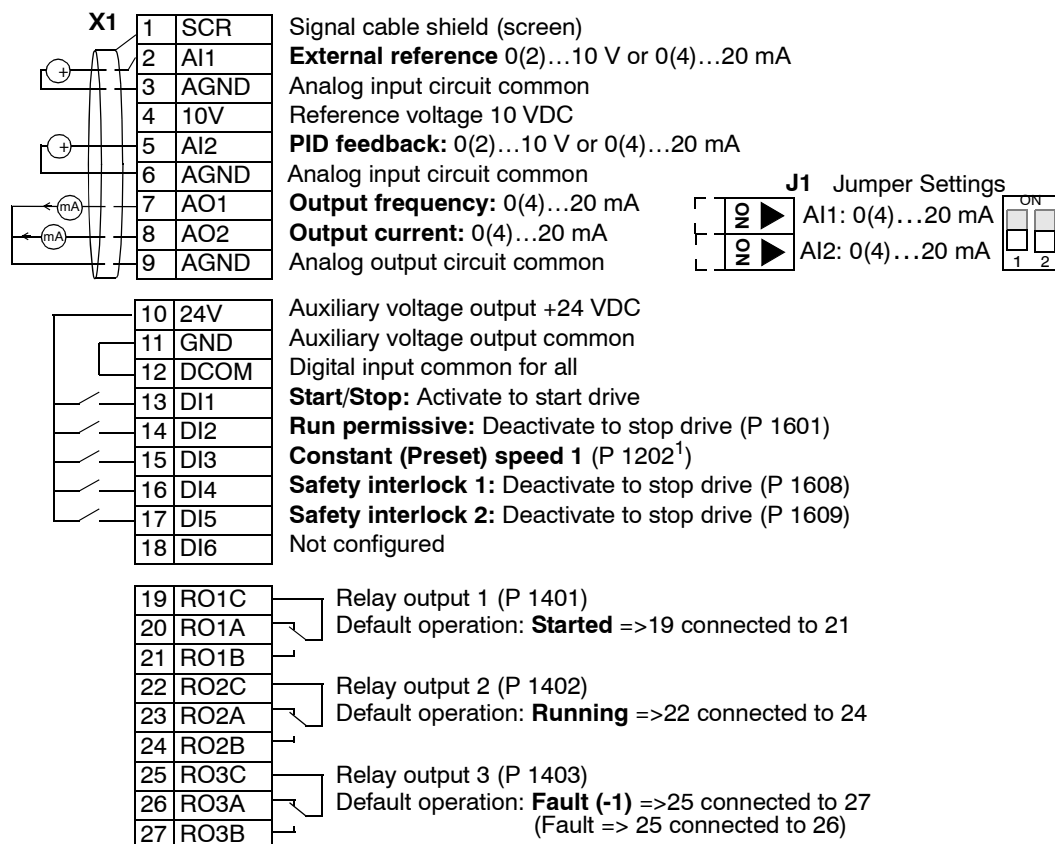 X1
1 SCR Signal cable shield (screen)
2 AI1 External reference 0(2)…10 V or 0(4)…20 mA
3 AGND Analog input circuit common
4 10V Reference voltage 10 VDC
5 AI2 PID feedback: 0(2)…10 V or 0(4)…20 mA
6 AGND Analog input circuit common
7 AO1 Output frequency: 0(4)…20 mA
8 AO2 Output current: 0(4)…20 mA
9 AGND Analog output circuit common
+
+
mA
mA
J1 Jumper Settings
ON AI1: 0(4)…20 mA
ON AI2: 0(4)…20 mA
ON
1 2
10 24V Auxiliary voltage output +24 VDC
11 GND Auxiliary voltage output common
12 DCOM Digital input common for all
13 DI1 Start/Stop: Activate to start drive
14 DI2 Run permissive: Deactivate to stop drive (P 1601)
15 DI3 Constant (Preset) speed 1 (P 1202¹)
16 DI4 Safety interlock 1: Deactivate to stop drive (P 1608)
17 DI5 Safety interlock 2: Deactivate to stop drive (P 1609)
18 DI6 Not configured
19 RO1C Relay output 1 (P 1401)
20 RO1A Default operation: Started =>19 connected to 21
21 RO1B
22 RO2C Relay output 2 (P 1402)
23 RO2A Default operation: Running =>22 connected to 24
24 RO2B
25 RO3C Relay output 3 (P 1403)
26 RO3A Default operation: Fault (-1) =>25 connected to 27
27 RO3B (Fault => 25 connected to 26)